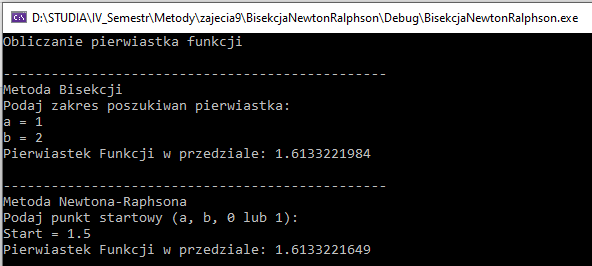 D:\STUDIA\IV_Semestr\Metody\zajecia9\BisekcjaNewtonRalphson\Debug\BisekcjaNewtonRalphson.exe
Obliczanie pierwiastka funkcji
------------------------------------------------
Metoda Bisekcji
Podaj zakres poszukiwan pierwiastka:
a = 1
b = 2
Pierwiastek Funkcji w przedziale: 1.6133221984
------------------------------------------------
Metoda Newtona-Raphsona
Podaj punkt startowy (a, b, 0 lub 1):
Start = 1.5
Pierwiastek Funkcji w przedziale: 1.6133221649